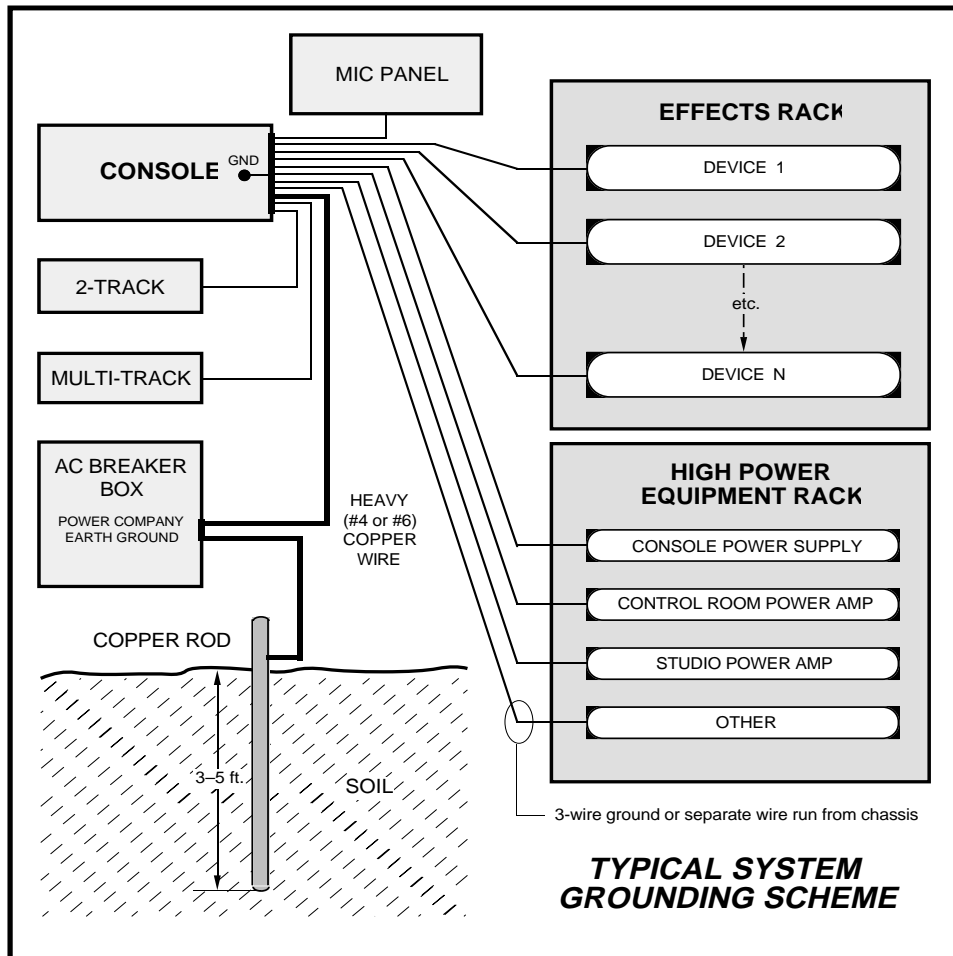 MIC PANEL
CONSOLE
GND
2-TRACK
MULTI-TRACK
AC BREAKER
BOX
POWER COMPANY
EARTH GROUND
HEAVY
(#4 or #6)
COPPER
WIRE
COPPER ROD
3–5 ft.
SOIL
EFFECTS RACK
DEVICE 1
DEVICE 2
etc.
DEVICE N
HIGH POWER
EQUIPMENT RACK
CONSOLE POWER SUPPLY
CONTROL ROOM POWER AMP
STUDIO POWER AMP
OTHER
3-wire ground or separate wire run from chassis
TYPICAL SYSTEM
GROUNDING SCHEME